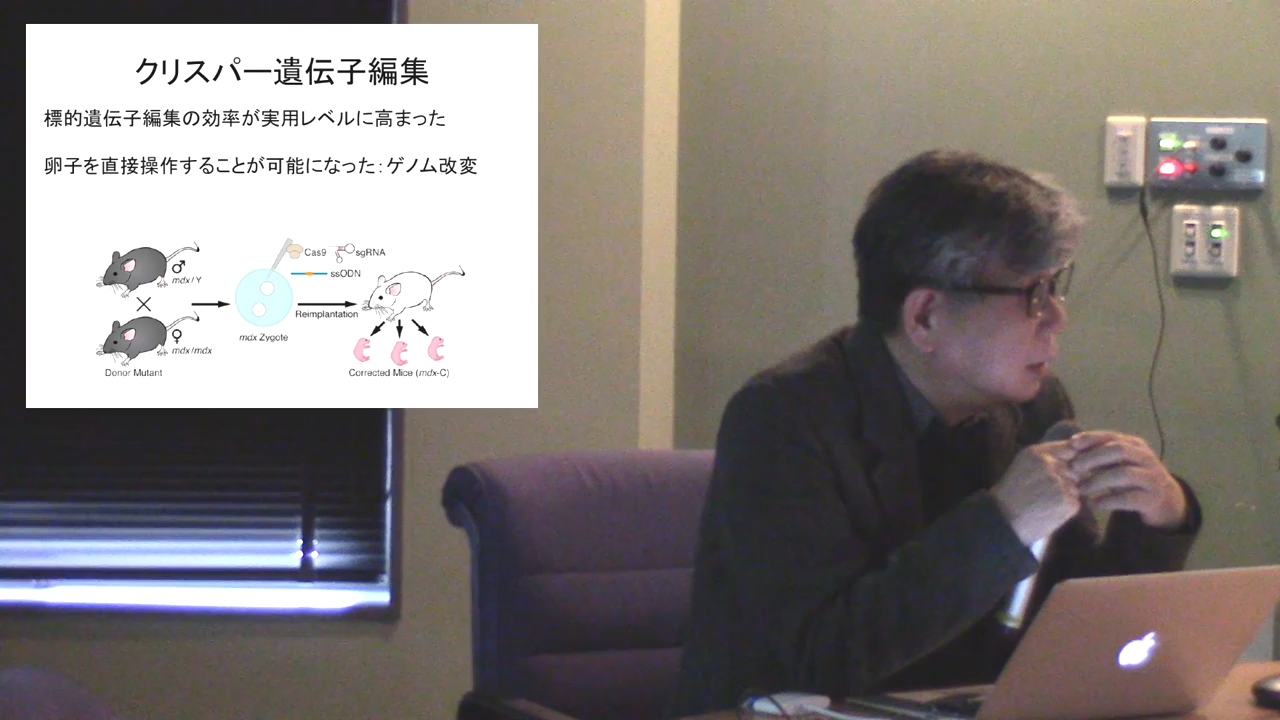 クリスパー遺伝子編集
標的遺伝子編集の効率が実用レベルに高まった
卵子を直接操作することが可能になった：ゲノム改変
Cas9
sgRNA
ssODN
♂
mdx/Y
×
♀
mdx/mdx
Donor Mutant
mdx Zygote
Reimplantation
Corrected Mice (mdx-C)